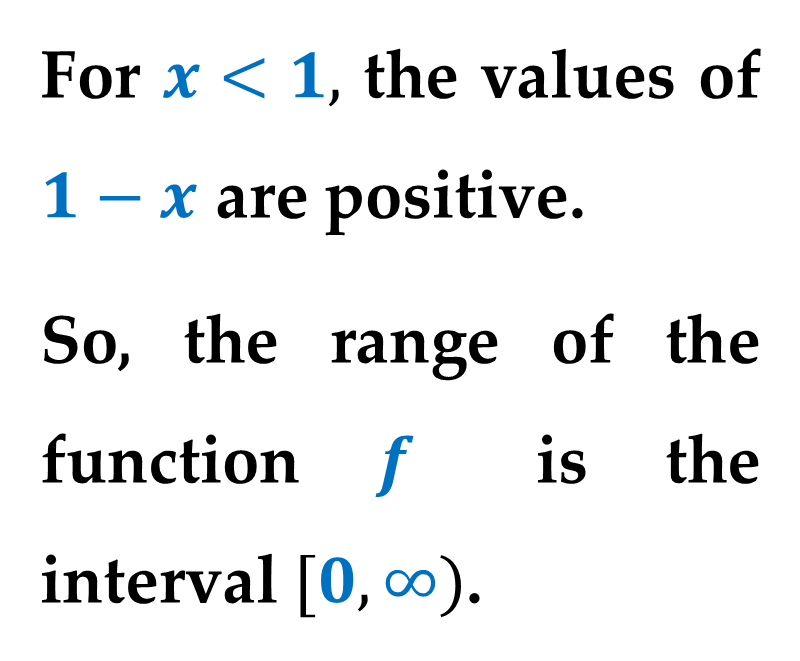 For x < 1, the values of
1 − x are positive.
So, the range of the
function f is the
interval [0, ∞).